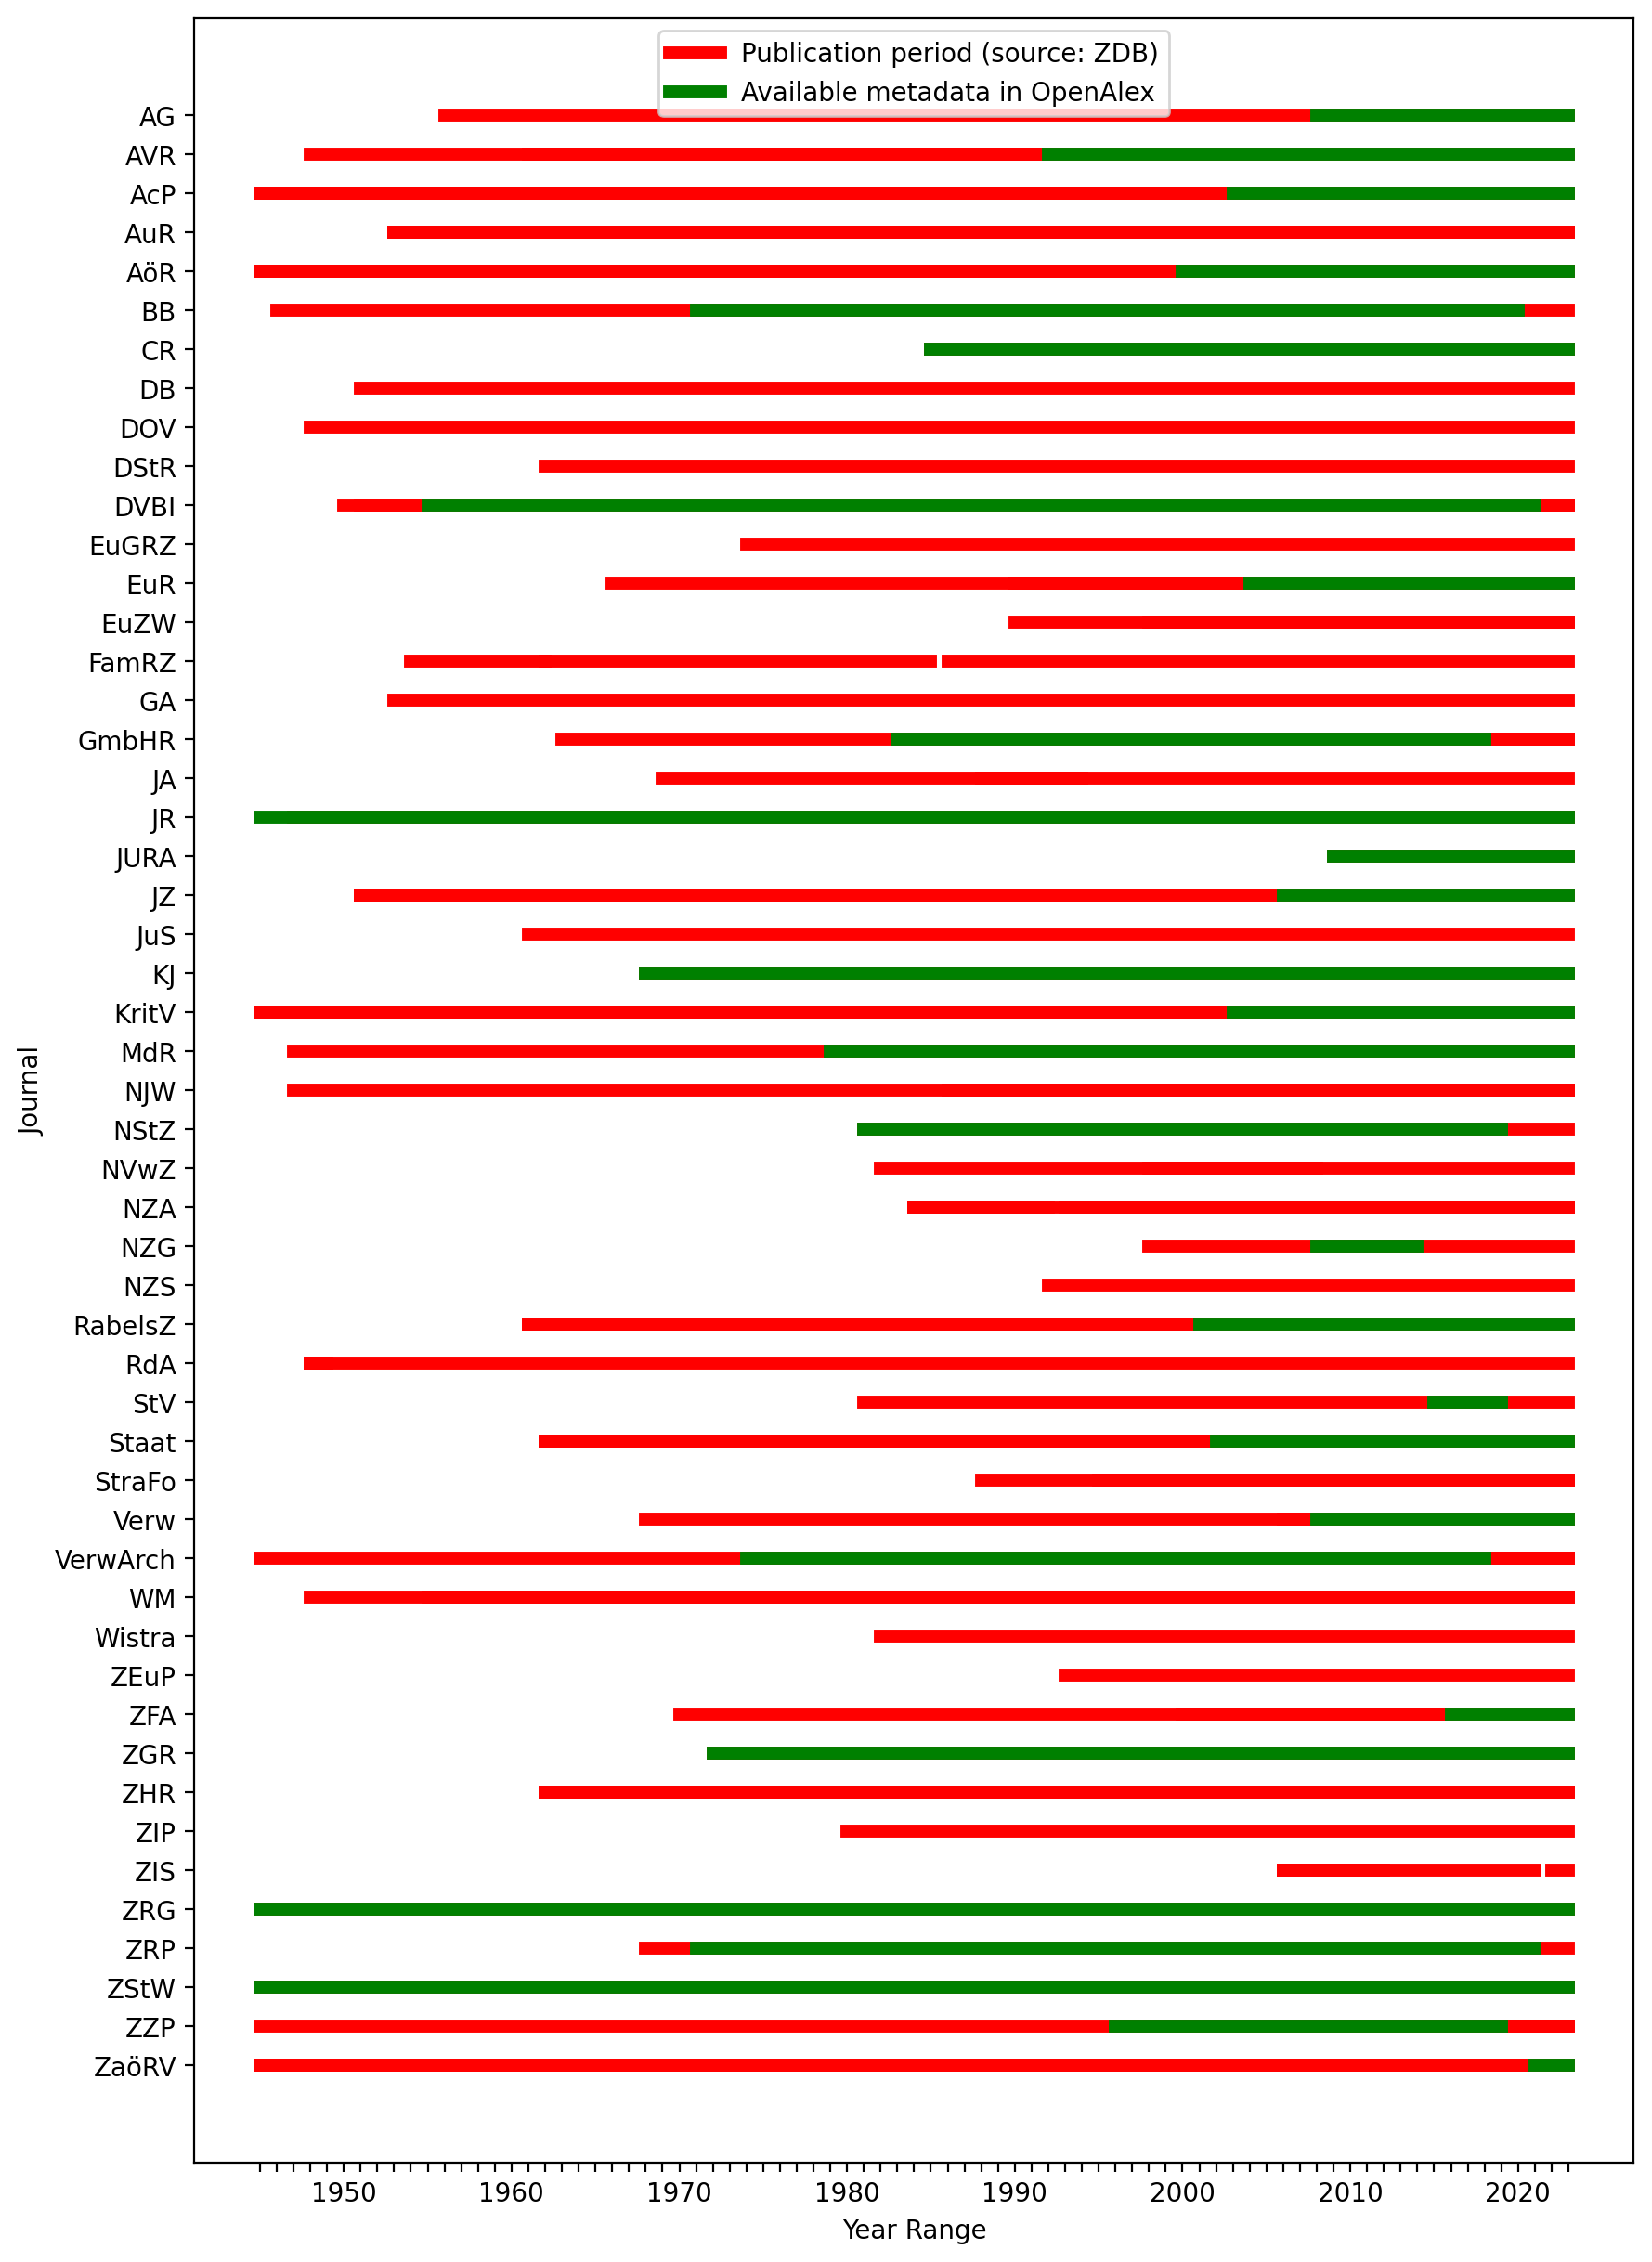 Publication period (source: ZDB)
Available metadata in OpenAlex
AG
AVR
AcP
AuR
AöR
BB
CR
DB
DOV
DStR
DVBI
EuGRZ
EuR
EuZW
FamRZ
GA
GmbHR
JA
JR
JURA
JZ
JuS
KJ
KritV
MdR
NJW
NStZ
NVwZ
NZA
NZG
NZS
RabelsZ
RdA
StV
Staat
StraFo
Verw
VerwArch
WM
Wistra
ZEuP
ZFA
ZGR
ZHR
ZIP
ZIS
ZRG
ZRP
ZStW
ZZP
ZaöRV
Journal
1950 1960 1970 1980 1990 2000 2010 2020
Year Range